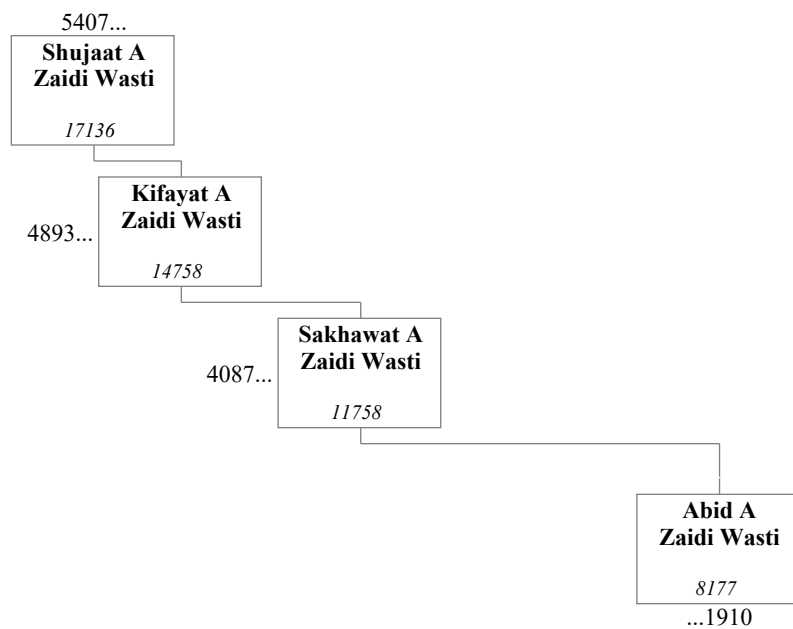 5407...
Shujaat A
Zaidi Wasti
17136
Kifayat A
Zaidi Wasti
4893...
14758
Sakhawat A
Zaidi Wasti
4087...
11758
Abid A
Zaidi Wasti
8177
...1910